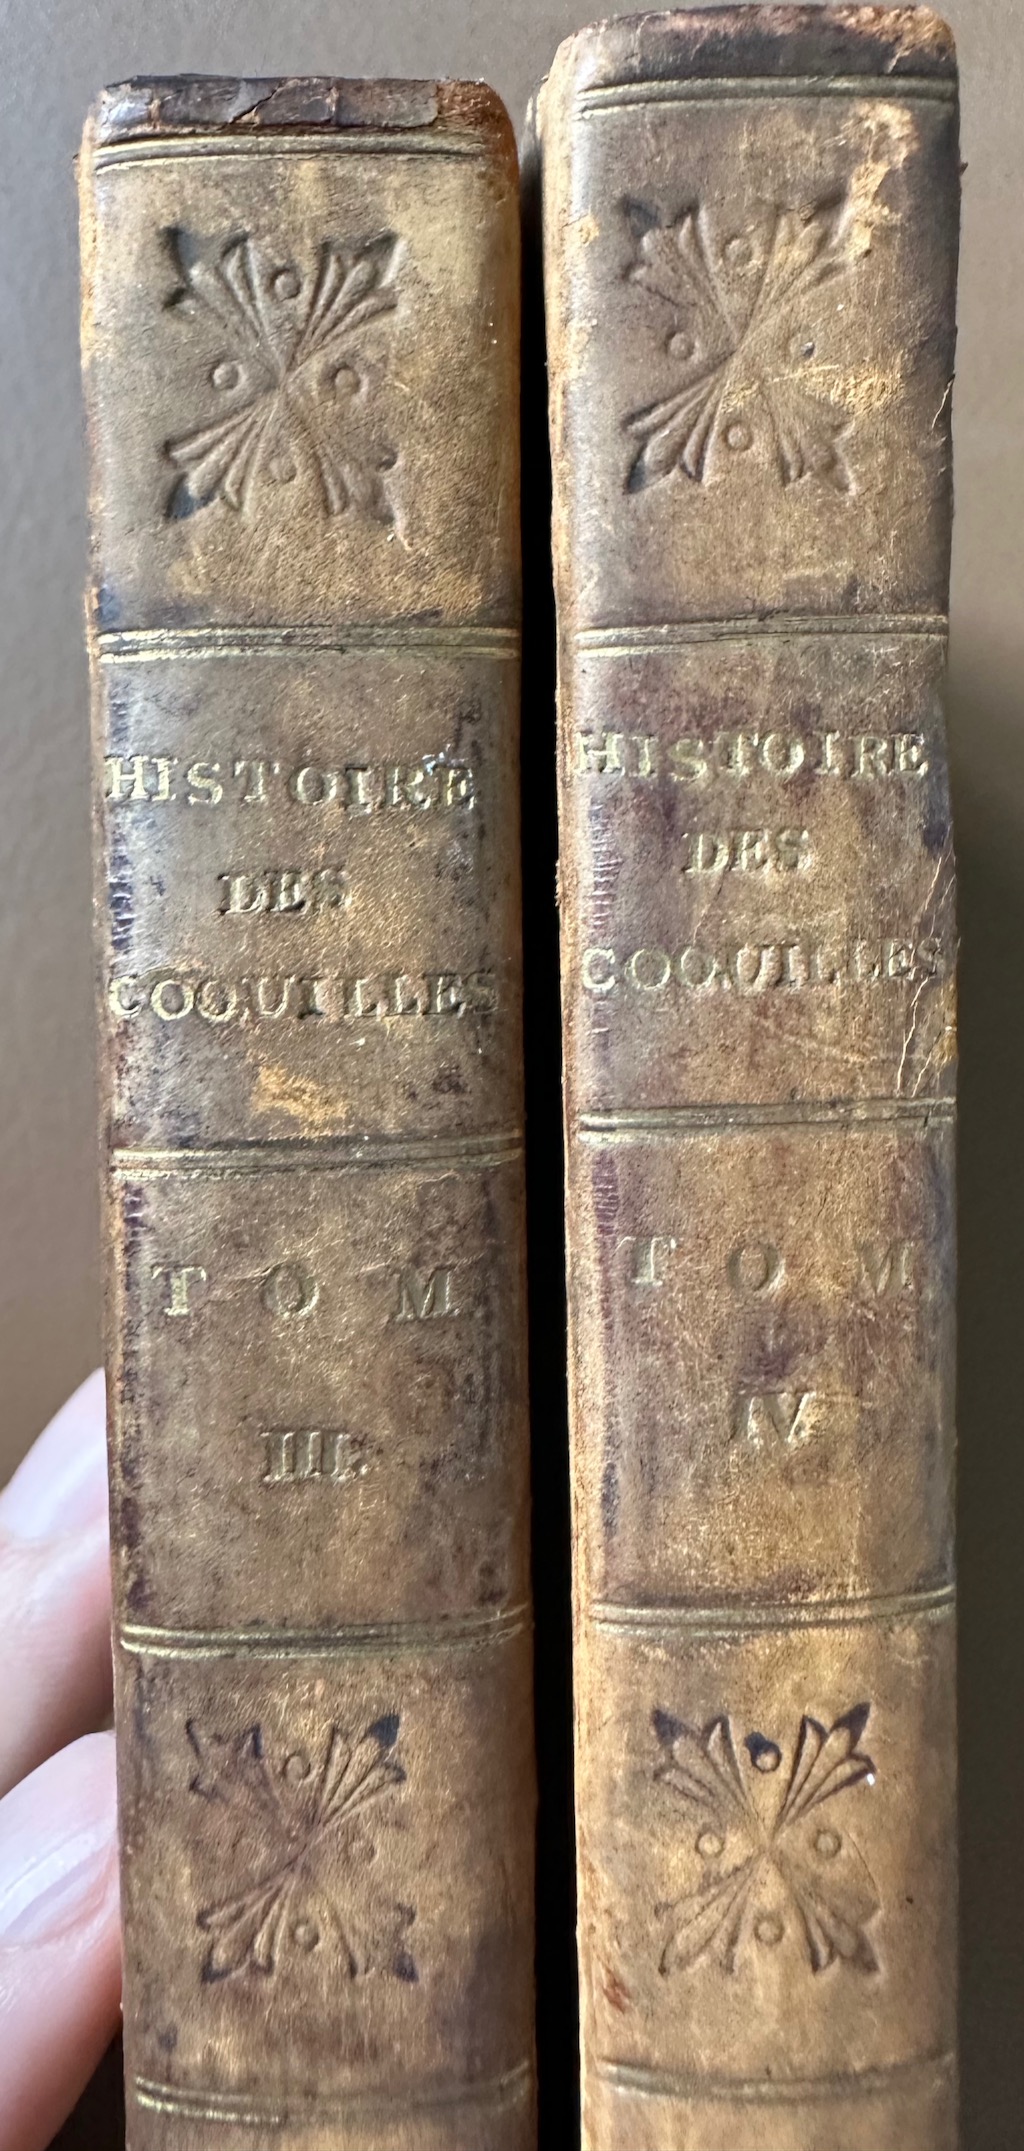 HISTOIRE
DES
COQUILLES
TOM
III.
HISTOIRE
DES
COQUILLES
TOM
IV.